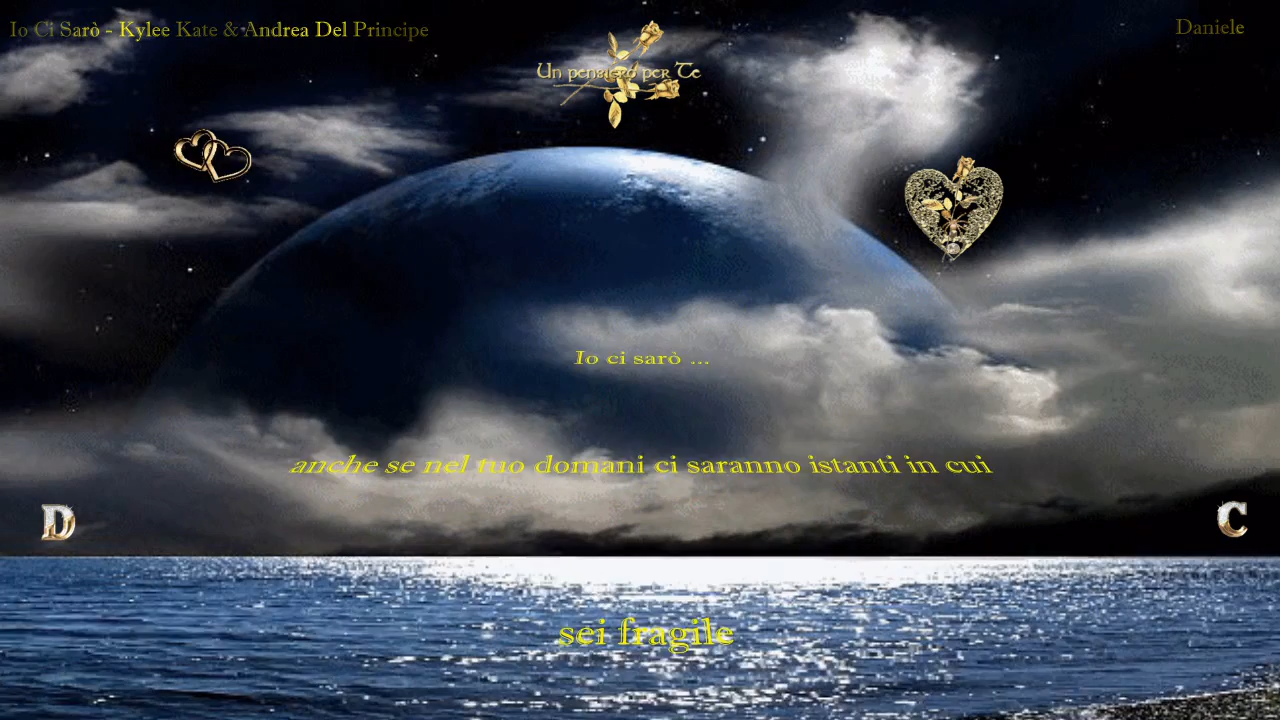 Io Ci Sarò - Kylee Kate & Andrea Del Principe
Daniele
Un pensiero per Te
Io ci sarò ...
anche se nel tuo domani ci saranno istanti in cui
D
C
sei fragile